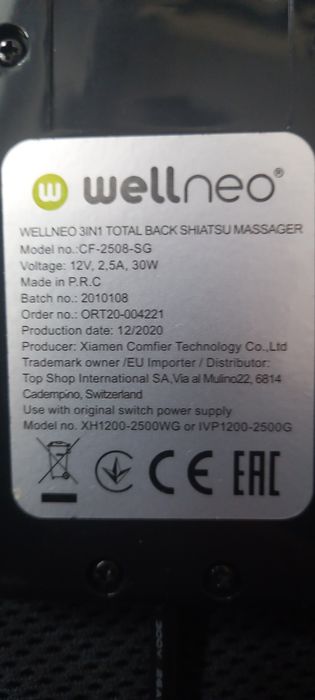 wellneo®
WELLNEO 3IN1 TOTAL BACK SHIATSU MASSAGER
Model no.:CF-2508-SG
Voltage: 12V, 2,5A, 30W
Made in P.R.C
Batch no.: 2010108
Order no.: ORT20-004221
Production date: 12/2020
Producer: Xiamen Comfier Technology Co.,Ltd
Trademark owner /EU Importer / Distributor:
Top Shop International SA,Via al Mulino22, 6814
Cadempino, Switzerland
Use with original switch power supply
Model no. XH1200-2500WG or IVP1200-2500G
CE EAC
300V